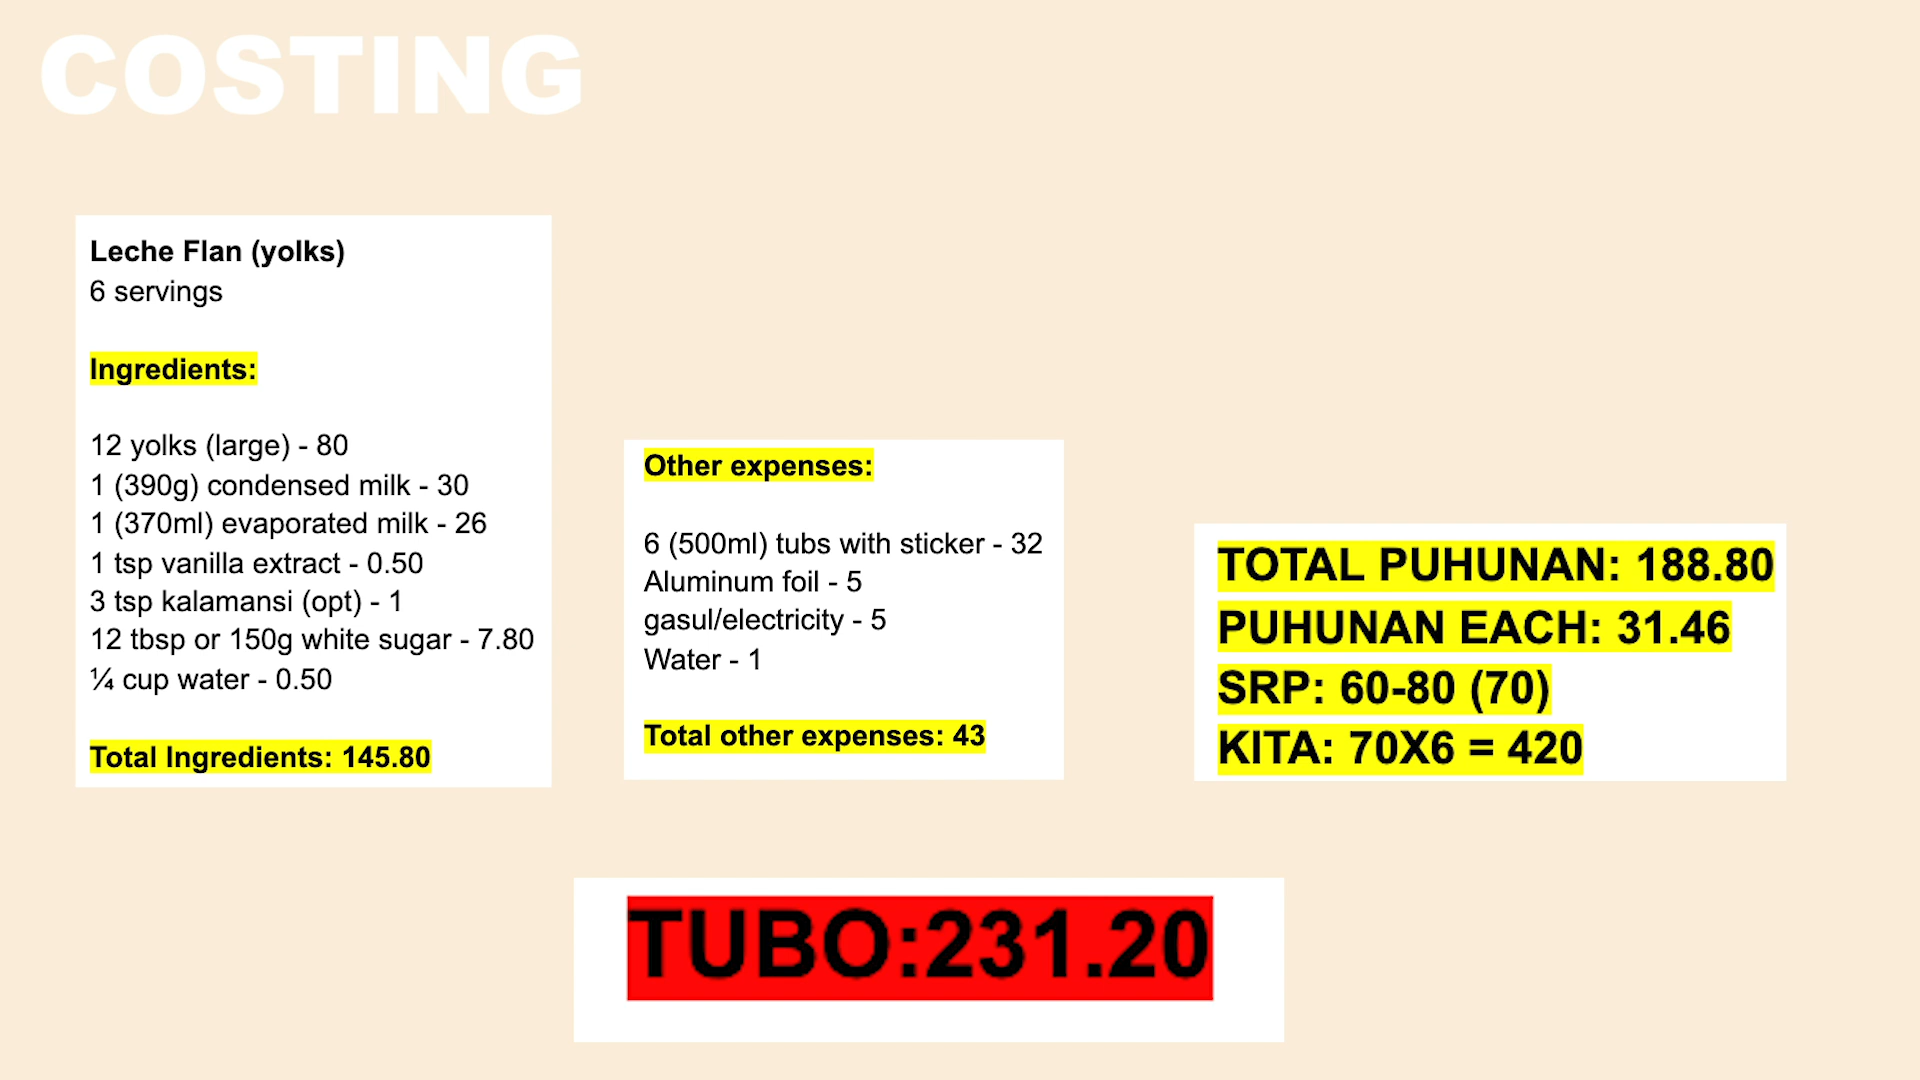 COSTING
Leche Flan (yolks)
6 servings
Ingredients:
12 yolks (large) - 80
1 (390g) condensed milk - 30
1 (370ml) evaporated milk - 26
1 tsp vanilla extract - 0.50
3 tsp kalamansi (opt) - 1
12 tbsp or 150g white sugar - 7.80
¼ cup water - 0.50
Total Ingredients: 145.80
Other expenses:
6 (500ml) tubs with sticker - 32
Aluminum foil - 5
gasul/electricity - 5
Water - 1
Total other expenses: 43
TOTAL PUHUNAN: 188.80
PUHUNAN EACH: 31.46
SRP: 60-80 (70)
KITA: 70X6 = 420
TUBO:231.20